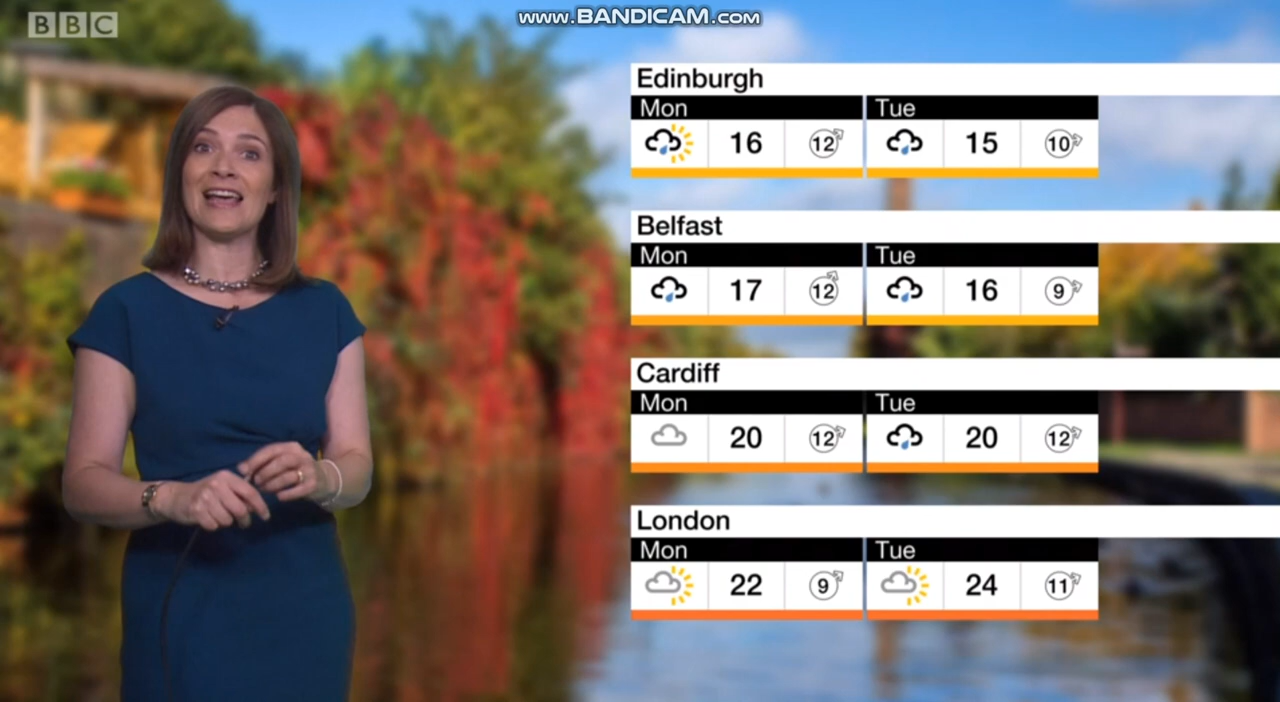 BBC
www.BANDICAM.com
Edinburgh
Mon Tue
16 12 15 10
Belfast
Mon Tue
17 12 16 9
Cardiff
Mon Tue
20 12 20 12
London
Mon Tue
22 9 24 11